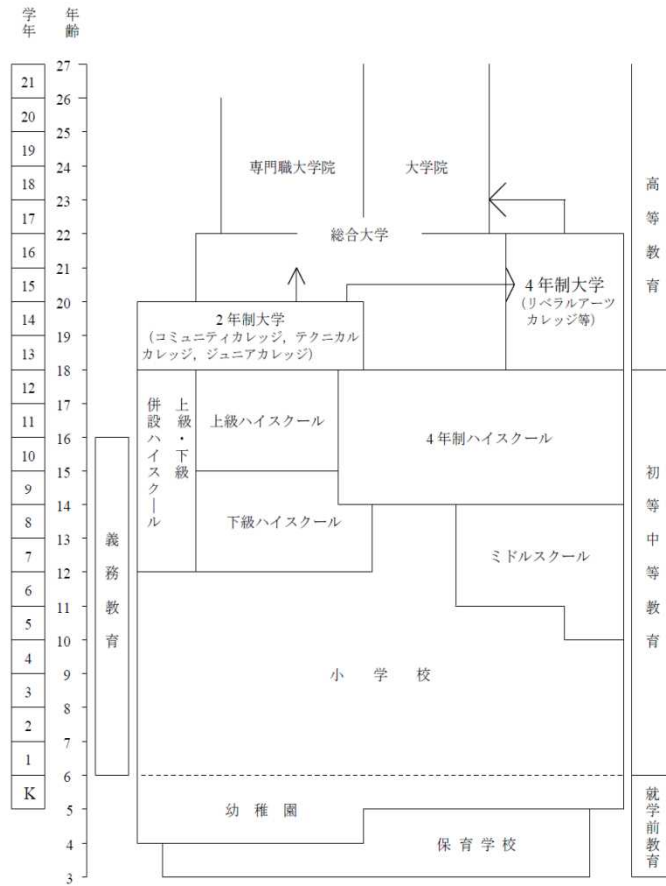 学年
年齢
21
20
19
18
17
16
15
14
13
12
11
10
9
8
7
6
5
4
3
2
1
K
27
26
25
24
23
22
21
20
19
18
17
16
15
14
13
12
11
10
9
8
7
6
5
4
3
義務教育
専門職大学院
大学院
総合大学
4年制大学
(リベラルアーツ
カレッジ等)
2年制大学
(コミュニティカレッジ,テクニカル
カレッジ,ジュニアカレッジ)
上級・下級
併設ハイスクール
上級ハイスクール
4年制ハイスクール
下級ハイスクール
ミドルスクール
小学校
幼稚園
保育学校
高等教育
初等中等教育
就学前教育